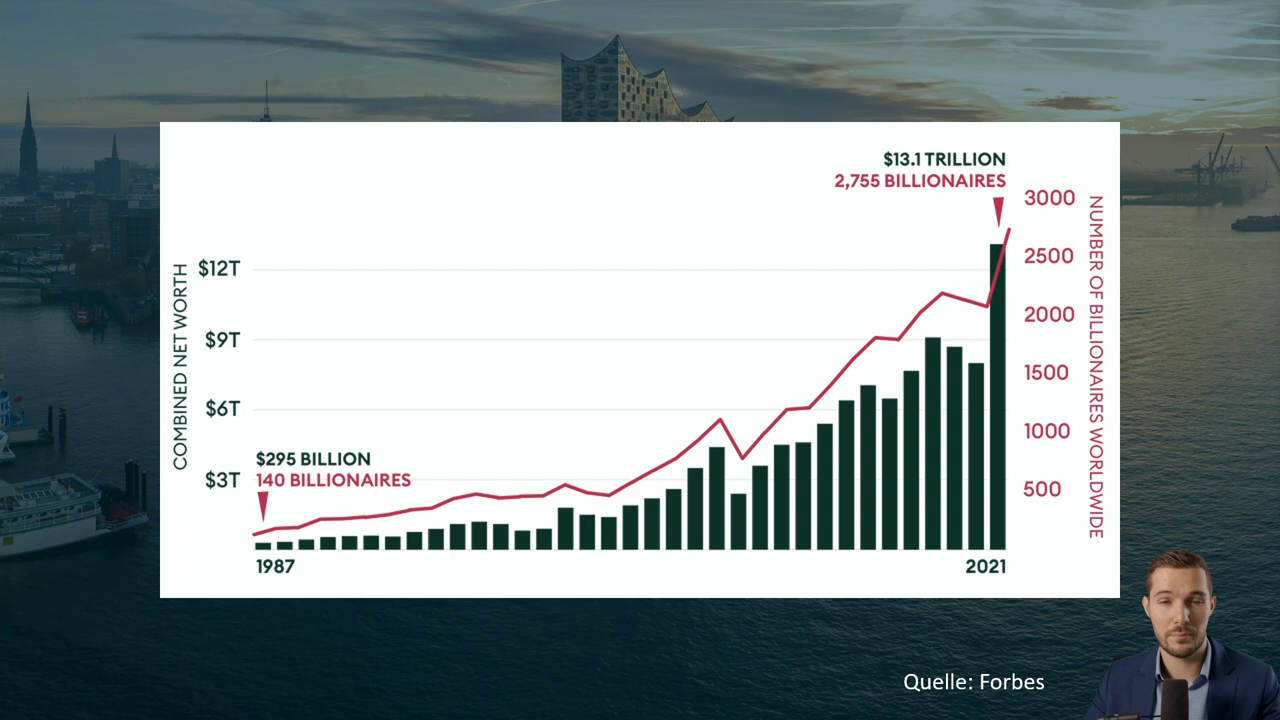 $13.1 TRILLION
2,755 BILLIONAIRES
3000
2500
2000
1500
1000
500
NUMBER OF BILLIONAIRES WORLDWIDE
COMBINED NET WORTH
$12T
$9T
$6T
$3T
$295 BILLION
140 BILLIONAIRES
1987
2021
Quelle: Forbes